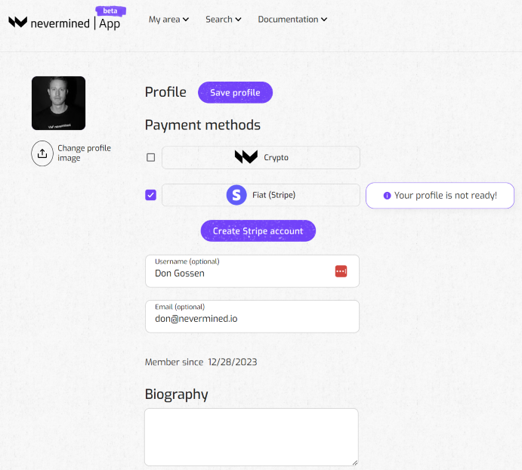 beta
nevermined | App
My area
Search
Documentation
Profile
Save profile
Change profile
image
Payment methods
Crypto
S
Fiat (Stripe)
Your profile is not ready!
Create Stripe account
Username (optional)
Don Gossen
Email (optional)
don@nevermined.io
Member since 12/28/2023
Biography